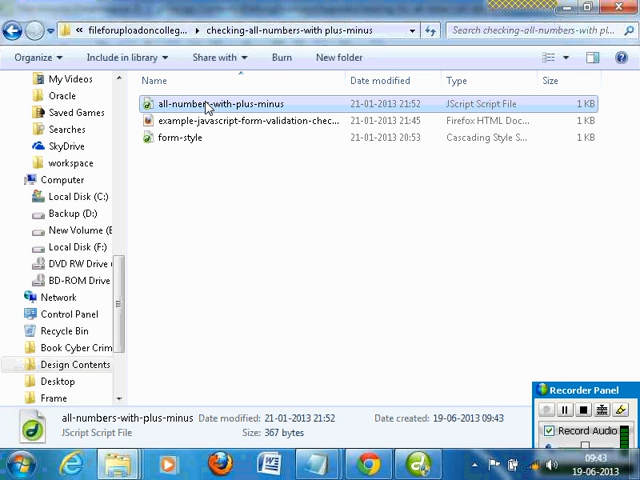 fileforuploadoncolleg... ▸ checking-all-numbers-with plus-minus
Search checking-all-numbers-with pl...
Organize Include in library Share with Burn New folder
Name Date modified Type Size
My Videos
Oracle
Saved Games
Searches
SkyDrive
workspace
Computer
Local Disk (C:)
Backup (D:)
New Volume (
Local Disk (F:)
DVD RW Drive (
BD-ROM Drive
Network
Control Panel
Recycle Bin
Book Cyber Crim
Design Contents
Desktop
Frame
all-numbers-with-plus-minus 21-01-2013 21:52 JScript Script File 1 KB
example-javascript-form-validation-chec... 21-01-2013 21:45 Firefox HTML Doc... 1 KB
form-style 21-01-2013 20:53 Cascading Style S... 1 KB
all-numbers-with-plus-minus Date modified: 21-01-2013 21:52 Date created: 19-06-2013 09:43
JScript Script File Size: 367 bytes
Recorder Panel
Record Audio
09:43
19-06-2013